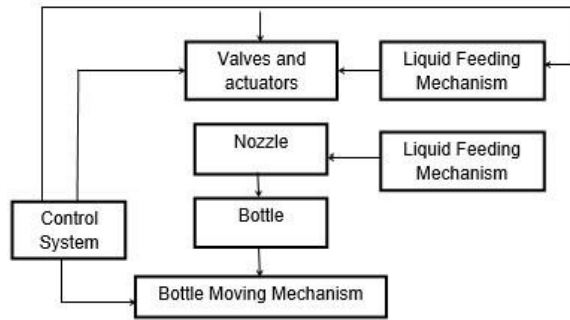 Valves and
actuators
Liquid Feeding
Mechanism
Nozzle
Liquid Feeding
Mechanism
Control
System
Bottle
Bottle Moving Mechanism